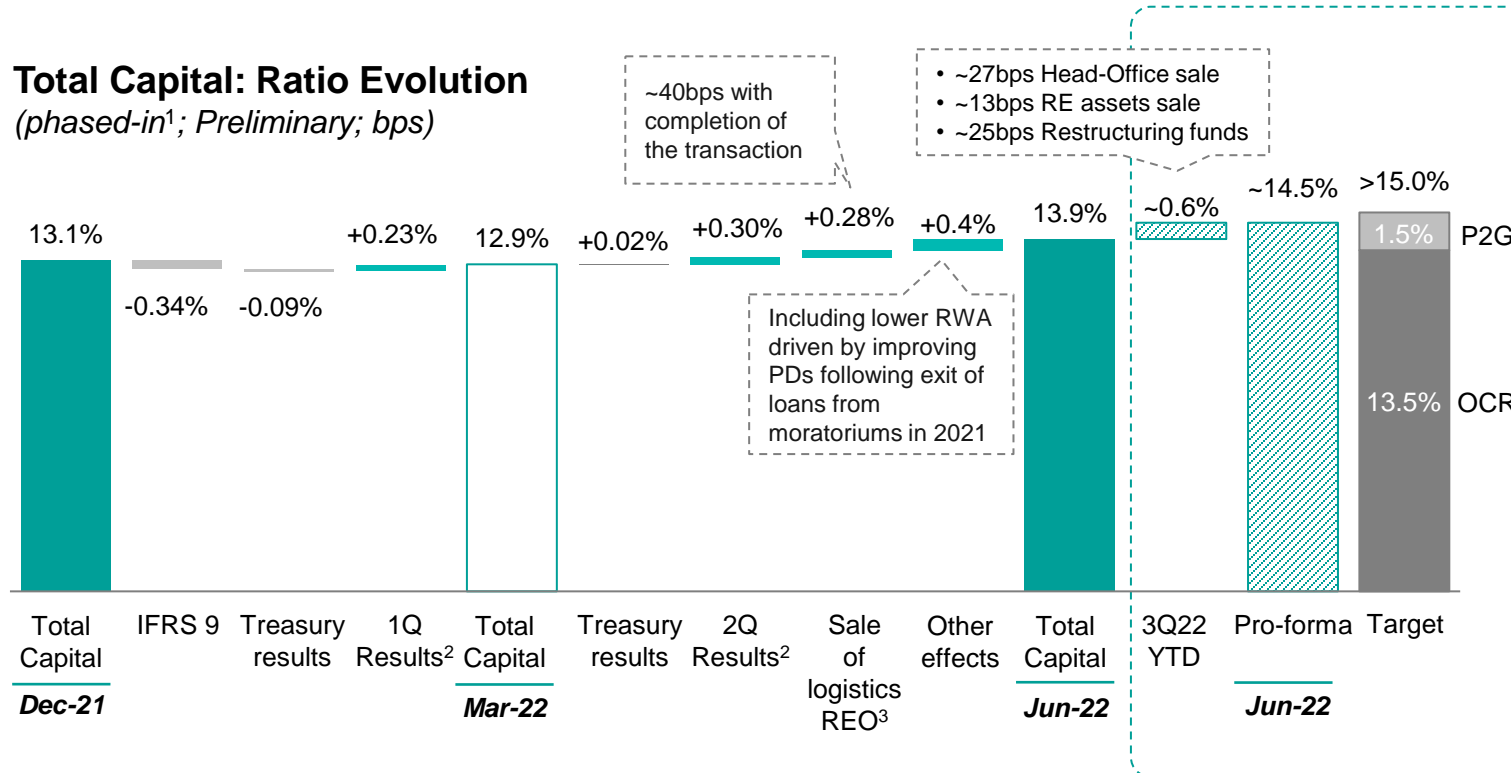 Total Capital: Ratio Evolution
(phased-in¹; Preliminary; bps)
~40bps with
completion of
the transaction
• ~27bps Head-Office sale
• ~13bps RE assets sale
• ~25bps Restructuring funds
13.1%
-0.34%
-0.09%
+0.23%
12.9%
+0.02%
+0.30%
+0.28%
+0.4%
13.9%
~0.6%
~14.5%
>15.0%
1.5%
P2G
13.5%
OCR
Including lower RWA
driven by improving
PDs following exit of
loans from
moratoriums in 2021
Total
Capital
Dec-21
IFRS 9
Treasury
results
1Q
Results²
Total
Capital
Mar-22
Treasury
results
2Q
Results²
Sale
of
logistics
REO³
Other
effects
Total
Capital
Jun-22
3Q22
YTD
Pro-forma
Jun-22
Target